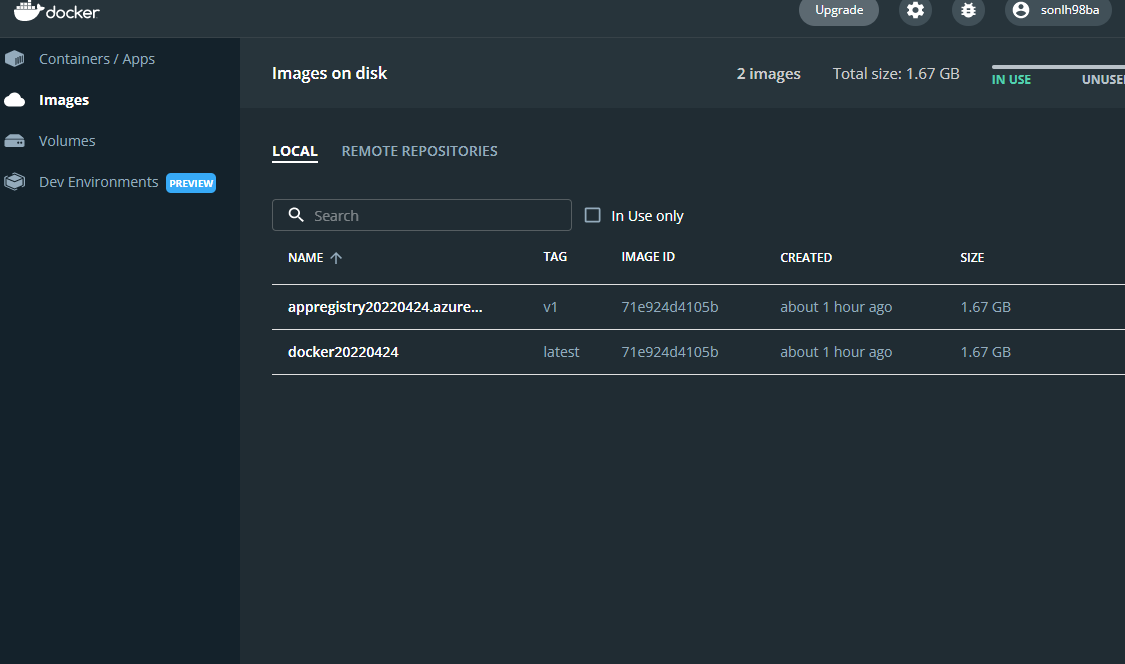 docker
Upgrade
sonlh98ba
Containers / Apps
Images
Volumes
Dev Environments PREVIEW
Images on disk
2 images
Total size: 1.67 GB
IN USE
UNUSE
LOCAL
REMOTE REPOSITORIES
Search
In Use only
NAME TAG IMAGE ID CREATED SIZE
appregistry20220424.azure... v1 71e924d4105b about 1 hour ago 1.67 GB
docker20220424 latest 71e924d4105b about 1 hour ago 1.67 GB